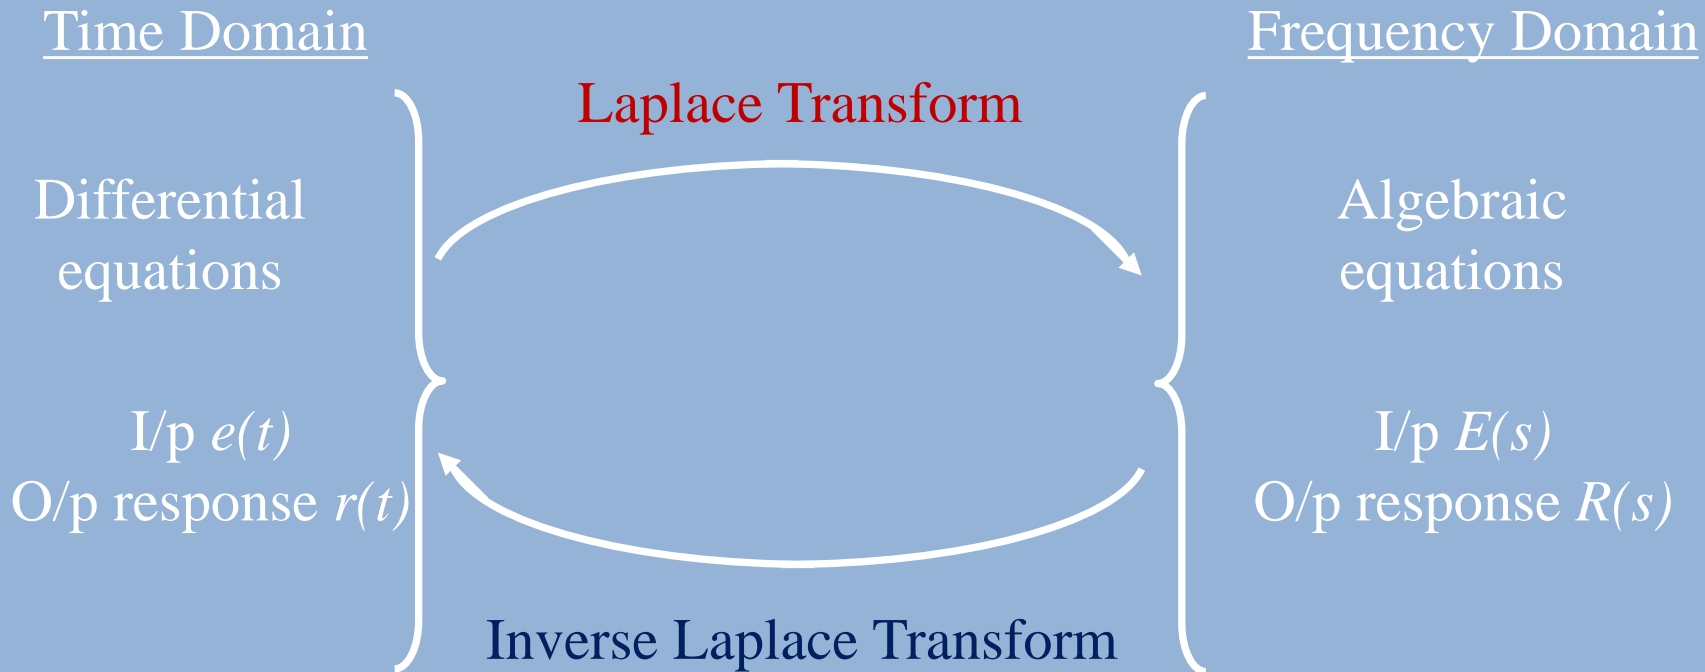 Time Domain
Frequency Domain
Laplace Transform
Differential
equations
Algebraic
equations
I/p e(t)
O/p response r(t)
I/p E(s)
O/p response R(s)
Inverse Laplace Transform